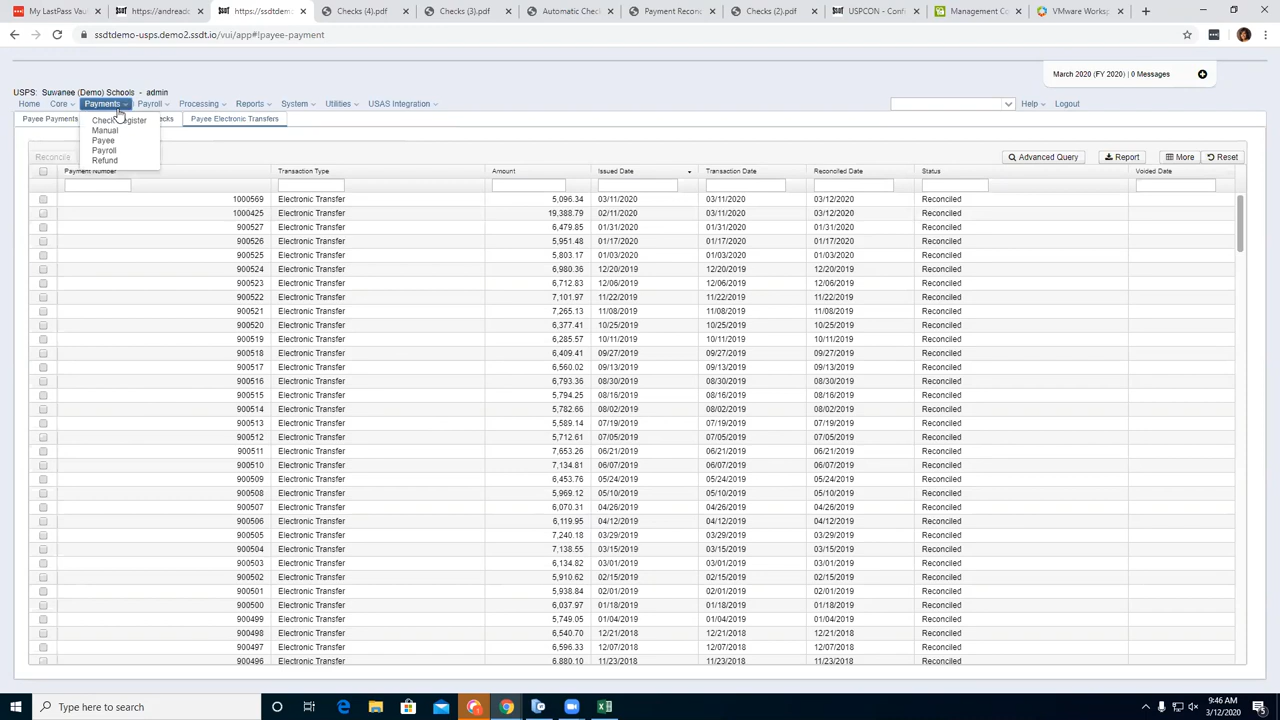 My LastPass Vau
https://andreadc
https://ssdtdemo
Checks (4).pdf
Checks (3).pdf
Automatic Check
Payment Recon
Checks (2).pdf
USPCON - Conf
Management Co
VMware Worksp
ssdtdemo-usps.demo2.ssdt.io/vui/app#!payee-payment
March 2020 (FY 2020) | 0 Messages
USPS: Suwanee (Demo) Schools - admin
Home Core Payments Payroll Processing Reports System Utilities USAS Integration Help Logout
Payee Payments Payee Electronic Transfers
Manual
Payee
Payroll
Refund
Reconcile Advanced Query Report More Reset
Payment Number Transaction Type Amount Issued Date Transaction Date Reconciled Date Status Voided Date
1000569 Electronic Transfer 5,096.34 03/11/2020 03/11/2020 03/12/2020 Reconciled
1000425 Electronic Transfer 19,388.79 02/11/2020 03/11/2020 03/12/2020 Reconciled
900527 Electronic Transfer 6,479.85 01/31/2020 01/31/2020 01/31/2020 Reconciled
900526 Electronic Transfer 5,951.48 01/17/2020 01/17/2020 01/17/2020 Reconciled
900525 Electronic Transfer 5,803.17 01/03/2020 01/03/2020 01/03/2020 Reconciled
900524 Electronic Transfer 6,980.36 12/20/2019 12/20/2019 12/20/2019 Reconciled
900523 Electronic Transfer 6,712.83 12/06/2019 12/06/2019 12/06/2019 Reconciled
900522 Electronic Transfer 7,101.97 11/22/2019 11/22/2019 11/22/2019 Reconciled
900521 Electronic Transfer 7,265.13 11/08/2019 11/08/2019 11/08/2019 Reconciled
900520 Electronic Transfer 6,377.41 10/25/2019 10/25/2019 10/25/2019 Reconciled
900519 Electronic Transfer 6,285.57 10/11/2019 10/11/2019 10/11/2019 Reconciled
900518 Electronic Transfer 6,409.41 09/27/2019 09/27/2019 09/27/2019 Reconciled
900517 Electronic Transfer 6,560.02 09/13/2019 09/13/2019 09/13/2019 Reconciled
900516 Electronic Transfer 6,793.36 08/30/2019 08/30/2019 08/30/2019 Reconciled
900515 Electronic Transfer 5,794.25 08/16/2019 08/16/2019 08/16/2019 Reconciled
900514 Electronic Transfer 5,782.66 08/02/2019 08/02/2019 08/02/2019 Reconciled
900513 Electronic Transfer 5,589.14 07/19/2019 07/19/2019 07/19/2019 Reconciled
900512 Electronic Transfer 5,712.61 07/05/2019 07/05/2019 07/05/2019 Reconciled
900511 Electronic Transfer 7,653.26 06/21/2019 06/21/2019 06/21/2019 Reconciled
900510 Electronic Transfer 7,134.81 06/07/2019 06/07/2019 06/07/2019 Reconciled
900509 Electronic Transfer 6,453.76 05/24/2019 05/24/2019 05/24/2019 Reconciled
900508 Electronic Transfer 5,969.12 05/10/2019 05/10/2019 05/10/2019 Reconciled
900507 Electronic Transfer 6,070.31 04/26/2019 04/26/2019 04/26/2019 Reconciled
900506 Electronic Transfer 6,119.95 04/12/2019 04/12/2019 04/12/2019 Reconciled
900505 Electronic Transfer 7,240.18 03/29/2019 03/29/2019 03/29/2019 Reconciled
900504 Electronic Transfer 7,138.55 03/15/2019 03/15/2019 03/15/2019 Reconciled
900503 Electronic Transfer 6,134.82 03/01/2019 03/01/2019 03/01/2019 Reconciled
900502 Electronic Transfer 5,910.62 02/15/2019 02/15/2019 02/15/2019 Reconciled
900501 Electronic Transfer 5,938.84 02/01/2019 02/01/2019 02/01/2019 Reconciled
900500 Electronic Transfer 6,037.97 01/18/2019 01/18/2019 01/18/2019 Reconciled
900499 Electronic Transfer 5,749.05 01/04/2019 01/04/2019 01/04/2019 Reconciled
900498 Electronic Transfer 6,540.70 12/21/2018 12/21/2018 12/21/2018 Reconciled
900497 Electronic Transfer 6,596.33 12/07/2018 12/07/2018 12/07/2018 Reconciled
900496 Electronic Transfer 6,880.10 11/23/2018 11/23/2018 11/23/2018 Reconciled
Type here to search
9:46 AM
3/12/2020